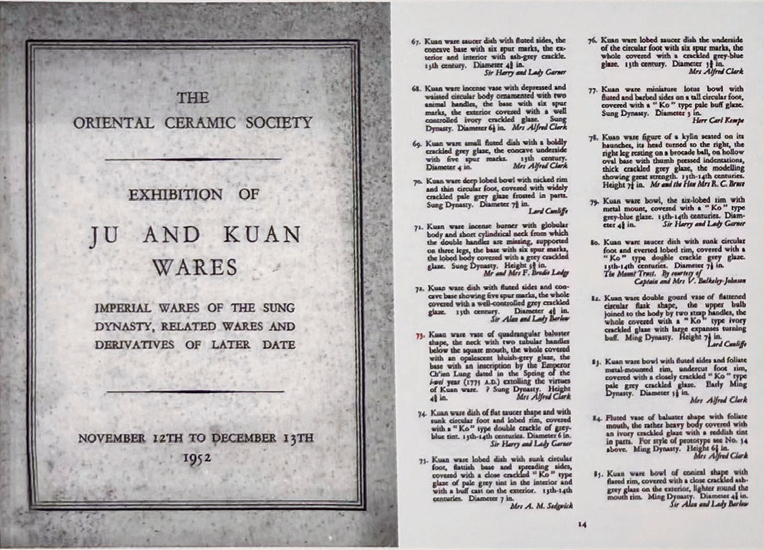 THE
ORIENTAL CERAMIC SOCIETY
EXHIBITION OF
JU AND KUAN
WARES
IMPERIAL WARES OF THE SUNG
DYNASTY, RELATED WARES AND
DERIVATIVES OF LATER DATE
NOVEMBER 12TH TO DECEMBER 13TH
1952
67. Kuan ware saucer dish with fluted sides, the
concave base with six spur marks, the ex-
terior and interior with ash-grey crackle.
13th century. Diameter 4¾ in.
Sir Harry and Lady Garner
68. Kuan ware incense vase with depressed and
waisted circular body ornamented with two
animal handles, the base with six spur
marks, the exterior covered with a well
controlled ivory crackled glaze. Sung
Dynasty. Diameter 6¼ in. Mrs Alfred Clark
69. Kuan ware small fluted dish with a boldly
crackled grey glaze, the concave underside
with five spur marks. 13th century.
Diameter 4 in. Mrs Alfred Clark
70. Kuan ware deep lobed bowl with nicked rim
and thin circular foot, covered with widely
crackled pale grey glaze frosted in parts.
Sung Dynasty. Diameter 7½ in.
Lord Cunliffe
71. Kuan ware incense burner with globular
body and short cylindrical neck from which
the double handles are missing, supported
on three legs, the base with six spur marks,
the lobed body covered with a grey crackled
glaze. Sung Dynasty. Height in.
Mr and Mrs F. Brodie Lodge
72. Kuan ware dish with fluted sides and con-
cave base showing five spur marks, the whole
covered with a well-controlled grey crackled
glaze. 13th century. Diameter in.
Sir Alan and Lady Barlow
73. Kuan ware vase of quadrangular baluster
shape, the neck with two tubular handles
below the square mouth, the whole covered
with an opalescent bluish-grey glaze, the
base with an inscription by the Emperor
Ch'ien Lung dated in the Spring of the
i-wei year (1775 A.D.) extolling the virtues
of Kuan ware. ? Sung Dynasty. Height
in. Mrs Alfred Clark
74. Kuan ware dish of flat saucer shape and with
sunk circular foot and lobed rim, covered
with a "Ko" type double crackle of grey-
blue tint. 13th-14th centuries. Diameter 6 in.
Sir Harry and Lady Garner
75. Kuan ware lobed dish with sunk circular
foot, flattish base and spreading sides,
covered with a close crackled "Ko" type
glaze of pale grey tint in the interior and
with a buff cast on the exterior. 13th-14th
centuries. Diameter 7 in.
Mrs A. M. Sedgwick
76. Kuan ware lobed saucer dish the underside
of the circular foot with six spur marks, the
whole covered with a crackled grey-blue
glaze. 13th century. Diameter in.
Mrs Alfred Clark
77. Kuan ware miniature lotus bowl with
fluted and barbed sides on a tall circular foot,
covered with a "Ko" type pale buff glaze.
Sung Dynasty. Diameter 3 in.
Herr Carl Kempe
78. Kuan ware figure of a kylin seated on its
haunches, its head turned to the right, the
right leg resting on a brocade ball, on hollow
oval base with thumb pressed indentations,
thick crackled grey glaze, the modelling
showing great strength. 13th-14th centuries.
Height in. Mr and the Hon Mrs R. C. Bruce
79. Kuan ware bowl, the six-lobed rim with
metal mount, covered with a "Ko" type
grey-blue glaze. 13th-14th centuries. Diam-
eter in. Sir Harry and Lady Garner
80. Kuan ware saucer dish with sunk circular
foot and everted lobed rim, covered with a
"Ko" type double crackle grey glaze.
13th-14th centuries. Diameter in.
The Mount Trust. By courtesy of
Captain and Mrs V. Bulkeley-Johnson
82. Kuan ware double gourd vase of flattened
circular flask shape, the upper bulb
joined to the body by two strap handles, the
whole covered with a "Ko" type ivory
crackled glaze with large expanses turning
buff. Ming Dynasty. Height in.
Lord Cunliffe
83. Kuan ware bowl with fluted sides and foliate
metal-mounted rim, undercut foot rim,
covered with a closely crackled "Ko" type
pale grey glazed glaze. Early Ming
Dynasty. Diameter in.
Mrs Alfred Clark
84. Fluted vase of baluster shape with foliate
mouth, the rather heavy body covered with
an ivory crackled glaze with a reddish tint
in parts. For style of prototype see No. 54
above. Ming Dynasty. Height in.
Mrs Alfred Clark
85. Kuan ware bowl of conical shape with
flared rim, covered with a close crackled ash-
grey glaze on the exterior, lighter round the
mouth rim. Ming Dynasty. Diameter in.
Sir Alan and Lady Barlow
14